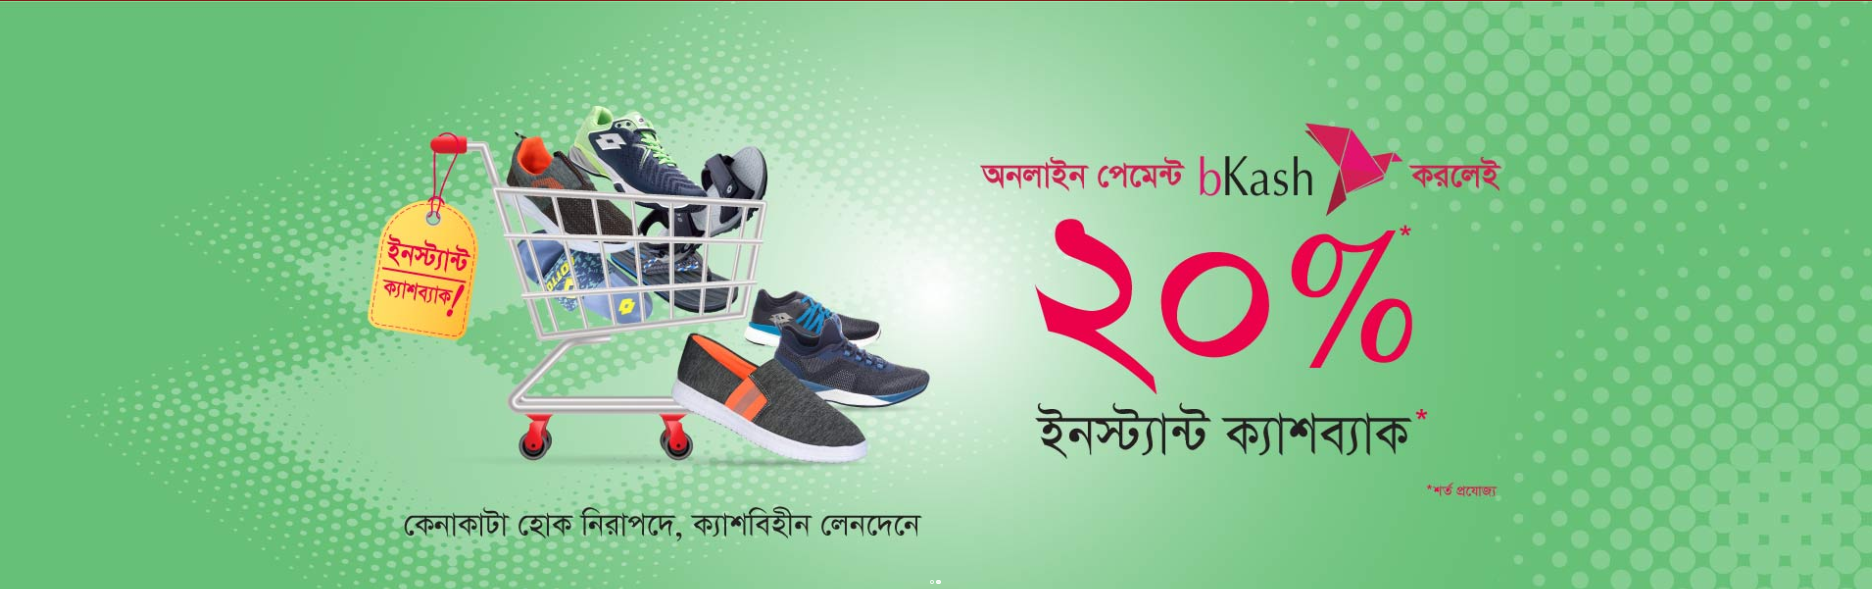 ইনস্ট্যান্ট
ক্যাশব্যাক!
কেনাকাটা হোক নিরাপদে, ক্যাশবিহীন লেনদেনে
অনলাইন পেমেন্ট bKash করলেই
২০%*
ইনস্ট্যান্ট ক্যাশব্যাক*
*শর্ত প্রযোজ্য